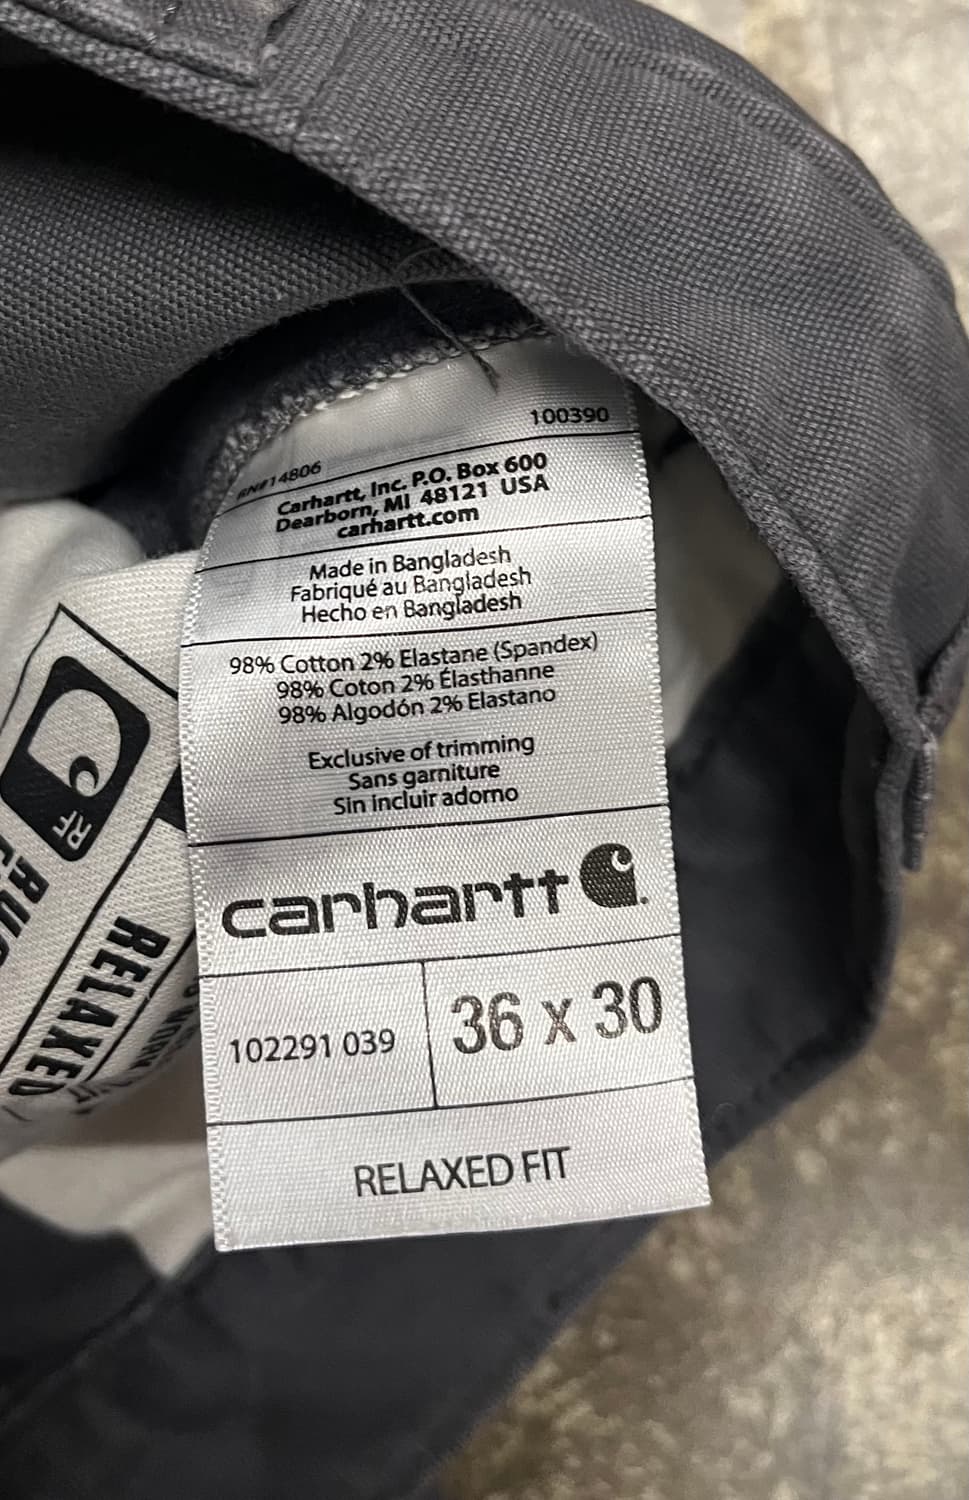 100390
RN#14806
Carhartt, Inc. P.O. Box 600
Dearborn, MI 48121 USA
carhartt.com
Made in Bangladesh
Fabriqué au Bangladesh
Hecho en Bangladesh
98% Cotton 2% Elastane (Spandex)
98% Coton 2% Élasthanne
98% Algodón 2% Elastano
Exclusive of trimming
Sans garniture
Sin incluir adorno
carhartt
102291 039
36 x 30
RELAXED FIT
RF
RELAXED